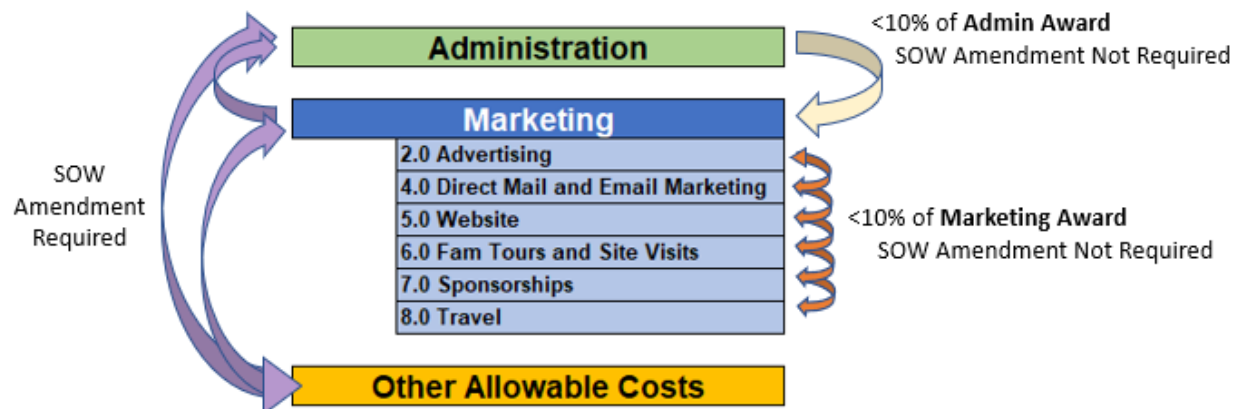 <10% of Admin Award
SOW Amendment Not Required
Administration
Marketing
2.0 Advertising
4.0 Direct Mail and Email Marketing
5.0 Website
6.0 Fam Tours and Site Visits
7.0 Sponsorships
8.0 Travel
SOW
Amendment
Required
<10% of Marketing Award
SOW Amendment Not Required
Other Allowable Costs